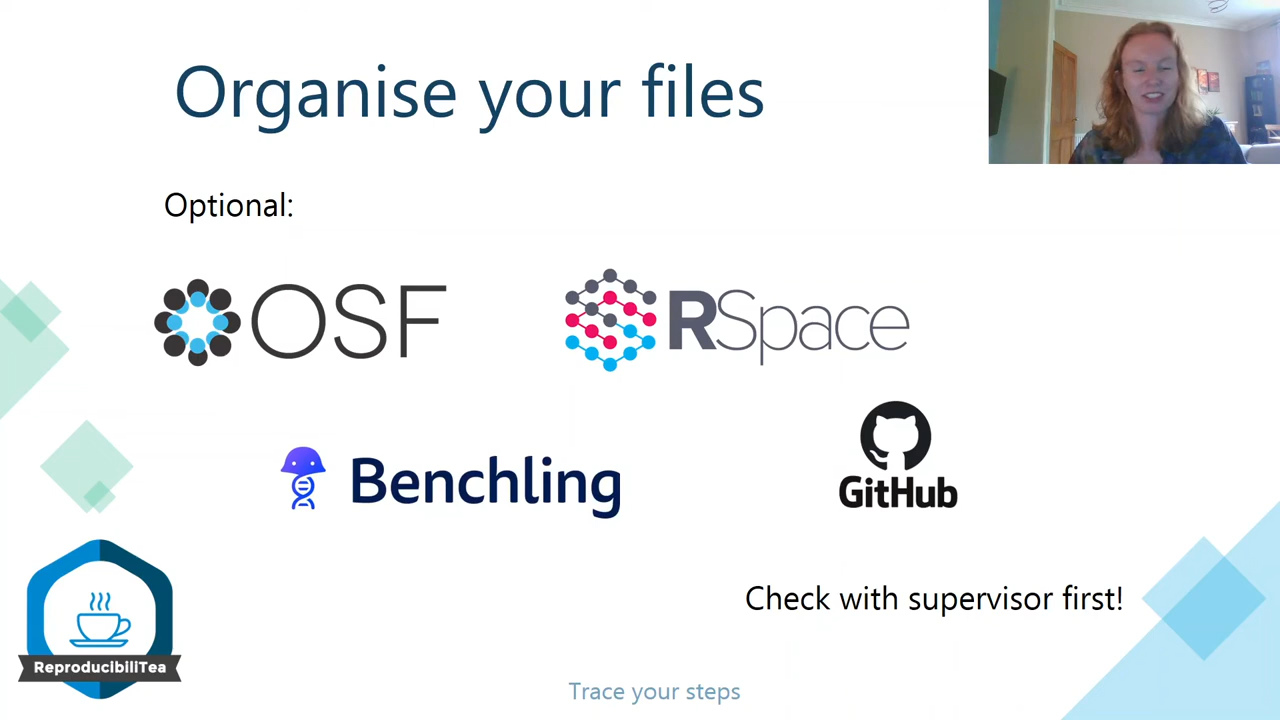 Organise your files
Optional:
OSF
RSpace
Benchling
GitHub
Check with supervisor first!
ReproducibiliTea
Trace your steps